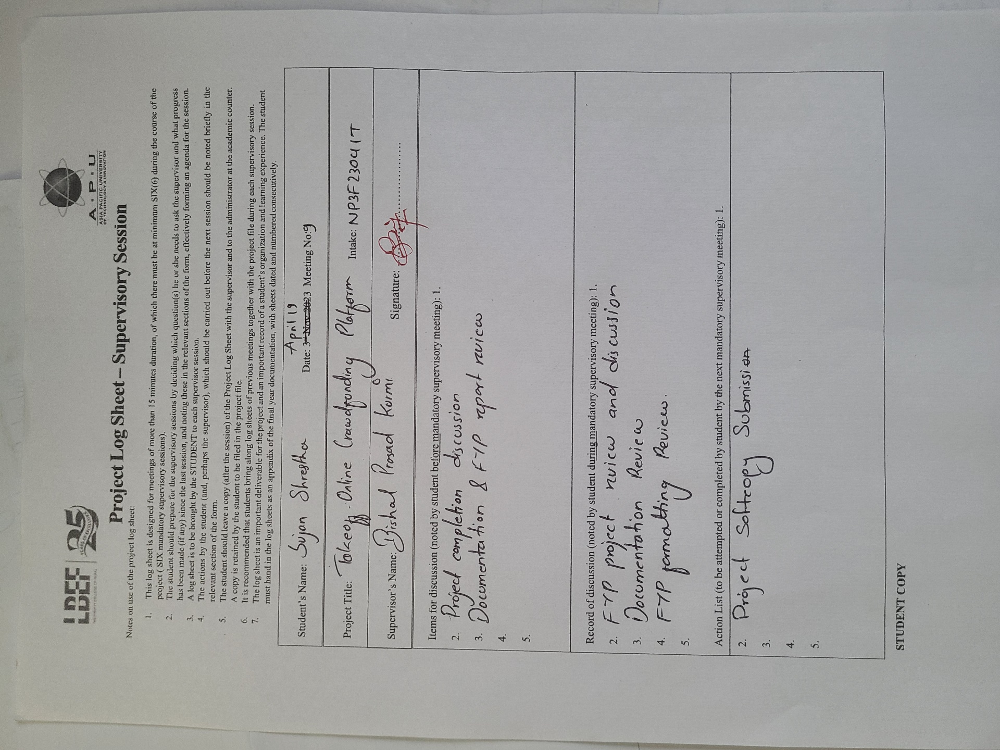 LBEF 25
YEARS OF EXCELLENCE
A • P • U
ASIA PACIFIC UNIVERSITY
OF TECHNOLOGY & INNOVATION
Project Log Sheet – Supervisory Session
Notes on use of the project log sheet:
1. This log sheet is designed for meetings of more than 15 minutes duration, of which there must be at minimum SIX(6) during the course of the
project ( SIX mandatory supervisory sessions).
2. The student should prepare for the supervisory sessions by deciding which question(s) he or she needs to ask the supervisor and what progress
has been made (if any) since the last session, and noting these in the relevant sections of the form, effectively forming an agenda for the session.
3. A log sheet is to be brought by the STUDENT to each supervisor session.
4. The actions by the student (and, perhaps the supervisor), which should be carried out before the next session should be noted briefly in the
relevant section of the form.
5. The student should leave a copy (after the session) of the Project Log Sheet with the supervisor and to the administrator at the academic counter.
A copy is retained by the student to be filed in the project file.
6. It is recommended that students bring along log sheets of previous meetings together with the project file during each supervisory session.
7. The log sheet is an important deliverable for the project and an important record of a student's organization and learning experience. The student
must hand in the log sheets as an appendix of the final year documentation, with sheets dated and numbered consecutively.
April 19
Student's Name: Sujan Shrestha Date: 3 Nov 2023 Meeting No:9
Project Title: Takeoff-Online Crawdfunding Platform Intake: NP3F2304IT
Supervisor's Name: Bishal Prasad Kurmi Signature: ..............
Items for discussion (noted by student before mandatory supervisory meeting): 1.
2. Project completion discussion
3. Documentation & FYP report review
4.
5.
Record of discussion (noted by student during mandatory supervisory meeting): 1.
2. FYP project review and discussion
3. Documentation Review
4. FYP formatting Review.
5.
Action List (to be attempted or completed by student by the next mandatory supervisory meeting): 1.
2. Project Softcopy Submission
3.
4.
5.
STUDENT COPY